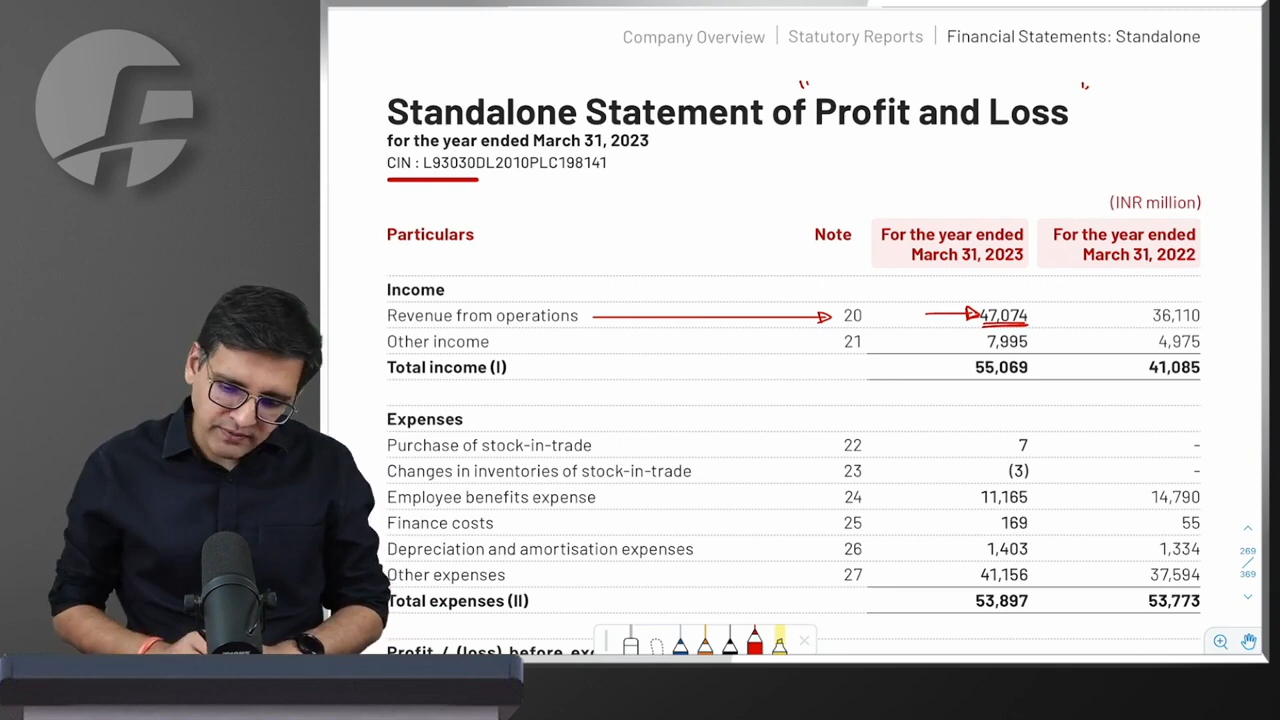 Company Overview | Statutory Reports | Financial Statements: Standalone
Standalone Statement of Profit and Loss
for the year ended March 31, 2023
CIN : L93030DL2010PLC198141
(INR million)
Particulars Note For the year ended March 31, 2023 For the year ended March 31, 2022
Income
Revenue from operations 20 47,074 36,110
Other income 21 7,995 4,975
Total income (I) 55,069 41,085
Expenses
Purchase of stock-in-trade 22 7 -
Changes in inventories of stock-in-trade 23 (3) -
Employee benefits expense 24 11,165 14,790
Finance costs 25 169 55
Depreciation and amortisation expenses 26 1,403 1,334
Other expenses 27 41,156 37,594
Total expenses (II) 53,897 53,773
Profit / (loss) before
269
369